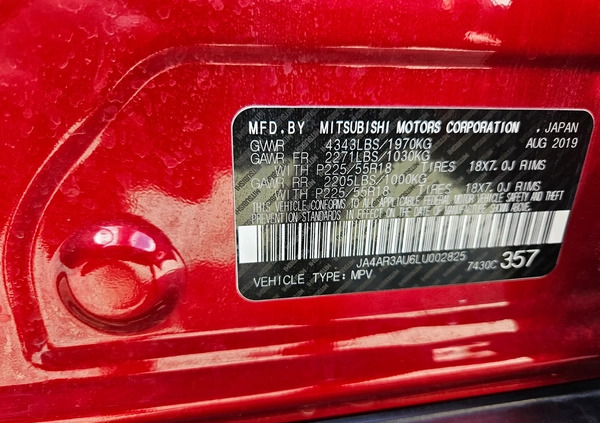 MFD.BY MITSUBISHI MOTORS CORPORATION , JAPAN
GVWR 4343LBS/1970KG AUG 2019
GAWR FR 2271LBS/1030KG
WITH P225/55R18 TIRES 18X7.0J RIMS
GAWR RR 2205LBS/1000KG
WITH P225/55R18 TIRES 18X7.0J RIMS
THIS VEHICLE CONFORMS TO ALL APPLICABLE FEDERAL MOTOR VEHICLE SAFETY AND THEFT
PREVENTION STANDARDS IN EFFECT ON THE DATE OF MANUFACTURE SHOWN ABOVE.
JA4AR3AU6LU002825 7430C 357
VEHICLE TYPE: MPV